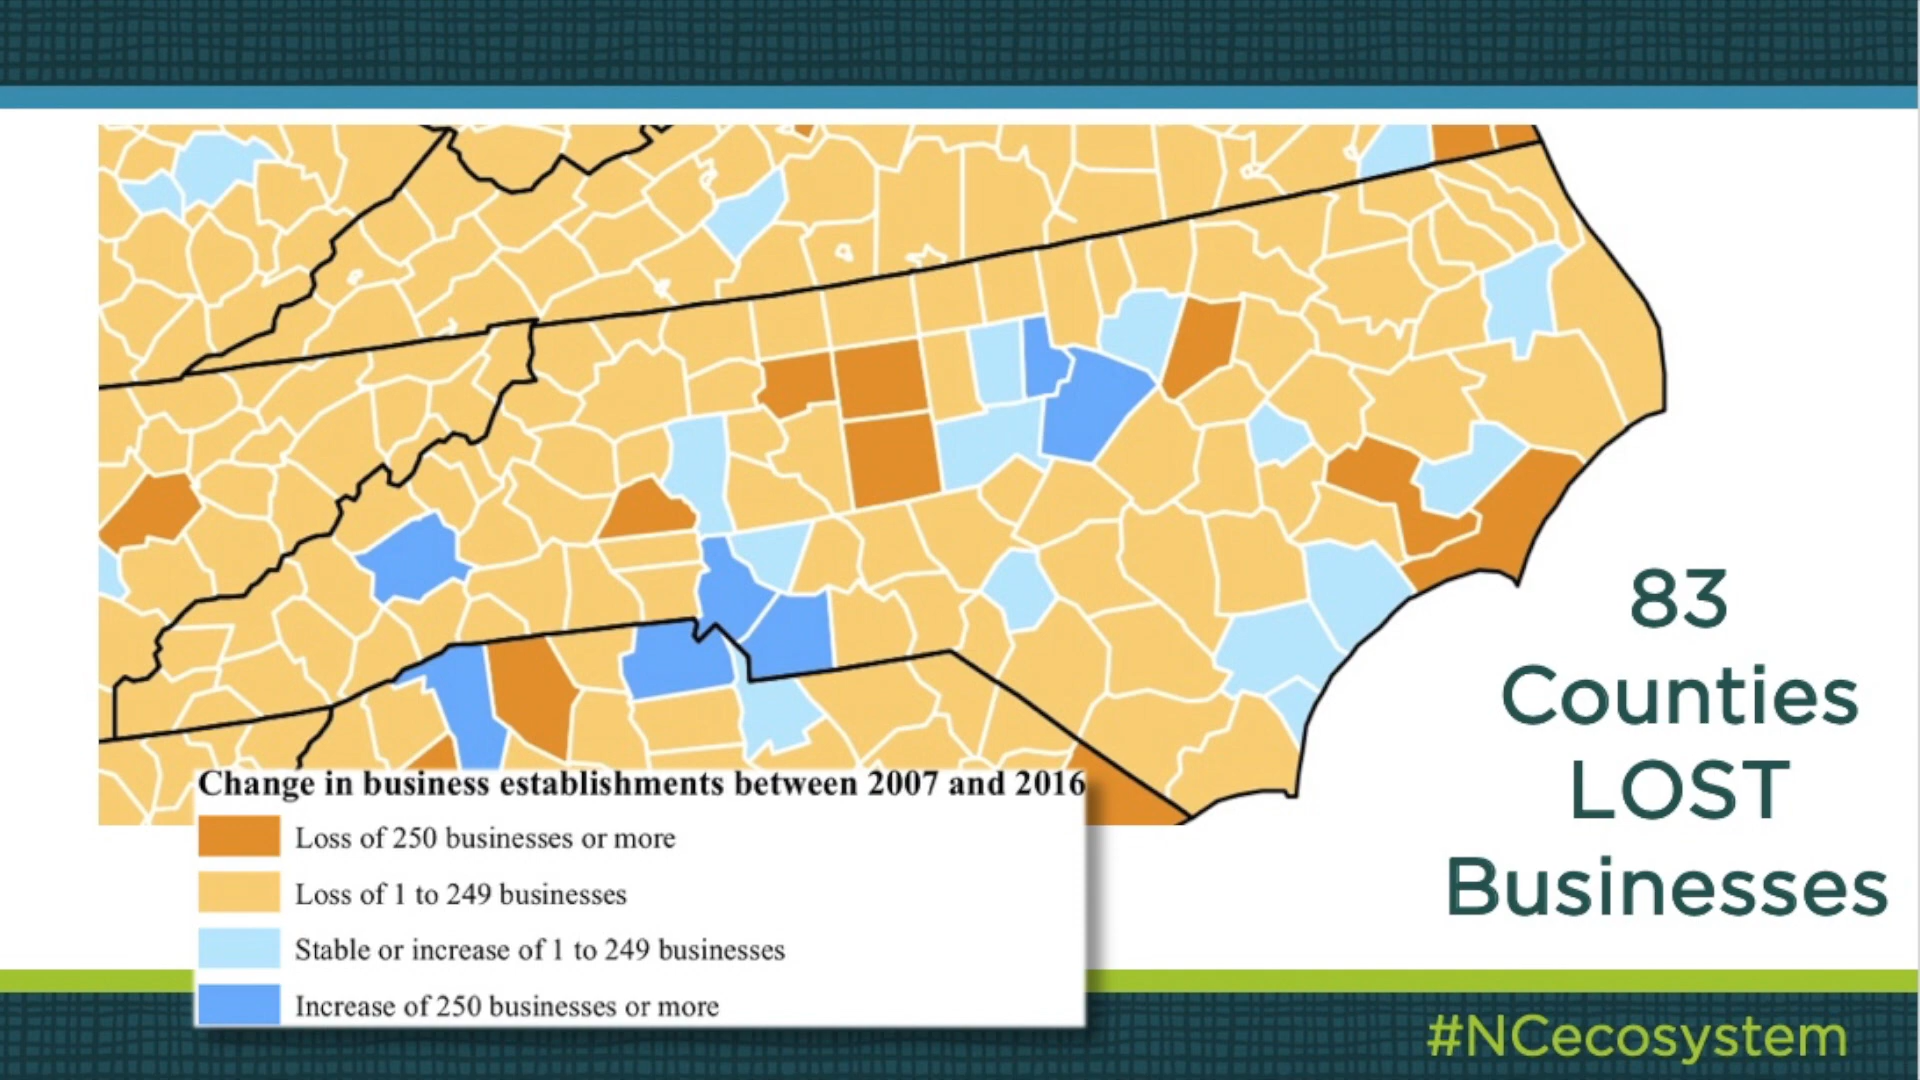 83
Counties
LOST
Businesses
Change in business establishments between 2007 and 2016
Loss of 250 businesses or more
Loss of 1 to 249 businesses
Stable or increase of 1 to 249 businesses
Increase of 250 businesses or more
#NCecosystem